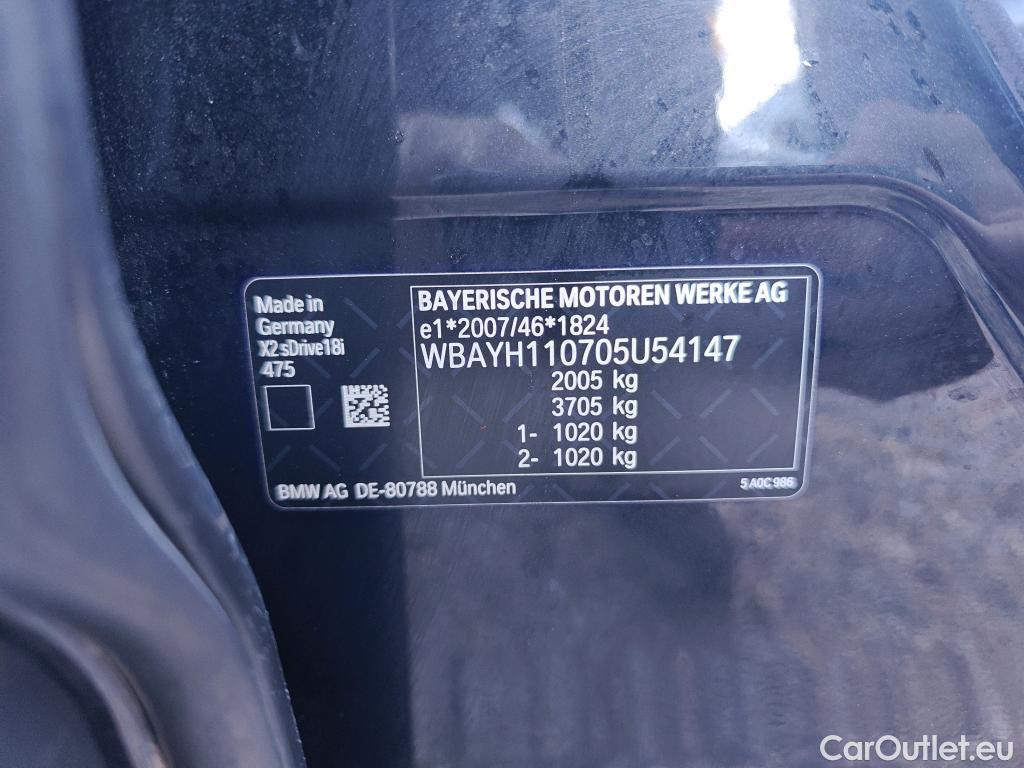 Made in
Germany
X2 sDrive18i
475
BAYERISCHE MOTOREN WERKE AG
e1*2007/46*1824
WBAYH110705U54147
2005 kg
3705 kg
1- 1020 kg
2- 1020 kg
BMW AG DE-80788 München
5 A0C 986
CarOutlet.eu